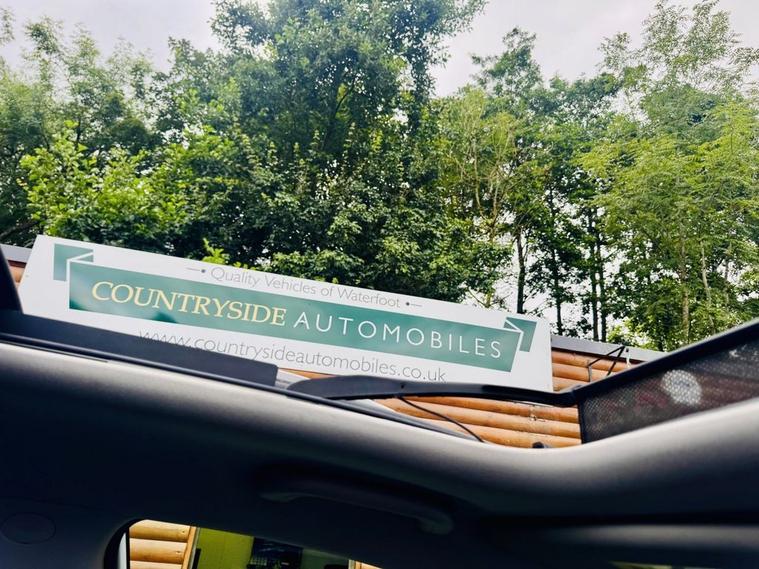 Quality Vehicles of Waterfoot
COUNTRYSIDE AUTOMOBILES
www.countrysideautomobiles.co.uk